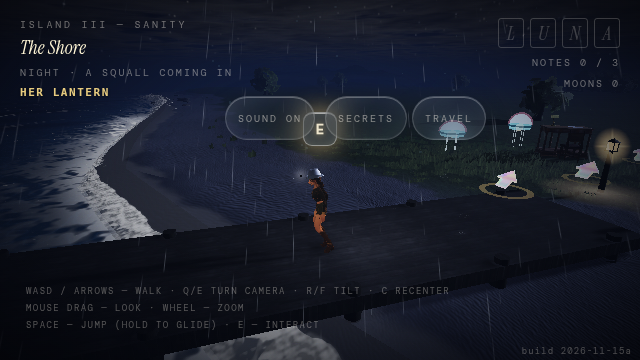 ISLAND III — SANITY
The Shore
NIGHT · A SQUALL COMING IN
HER LANTERN
L U N A
NOTES 0 / 3
MOONS 0
SOUND ON
SECRETS
TRAVEL
E
WASD / ARROWS — WALK · Q/E TURN CAMERA · R/F TILT · C RECENTER
MOUSE DRAG — LOOK · WHEEL — ZOOM
SPACE — JUMP (HOLD TO GLIDE) · E — INTERACT
build 2026-11-15a